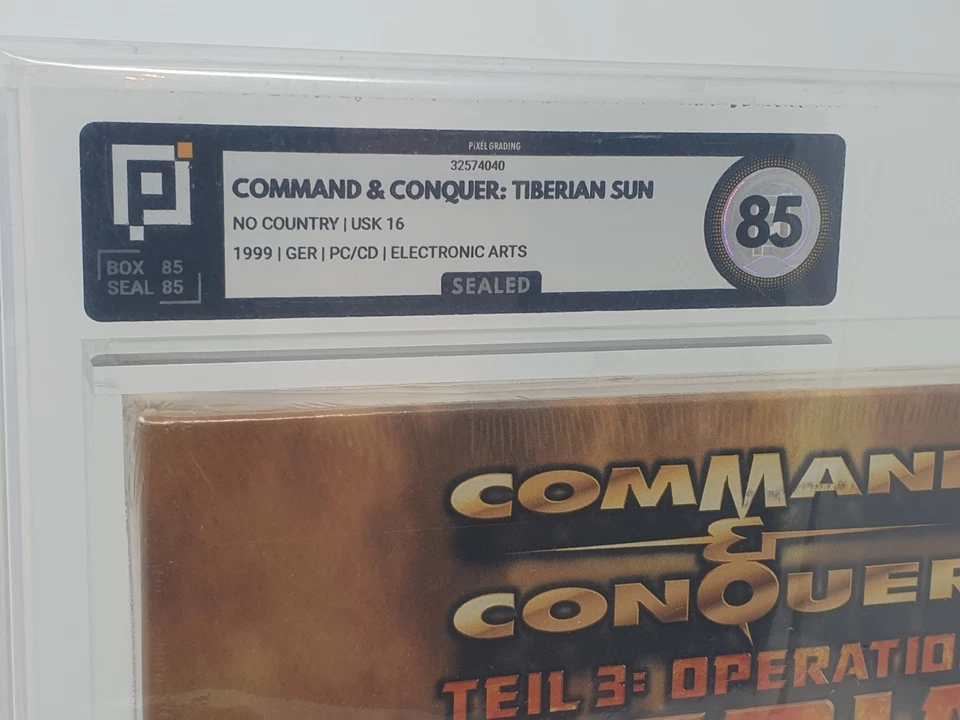 PIXEL GRADING
32574040
COMMAND & CONQUER: TIBERIAN SUN
NO COUNTRY | USK 16
1999 | GER | PC/CD | ELECTRONIC ARTS
SEALED
BOX 85
SEAL 85
85
COMMAN
&
CONQUER
TEIL 3: OPERATIO